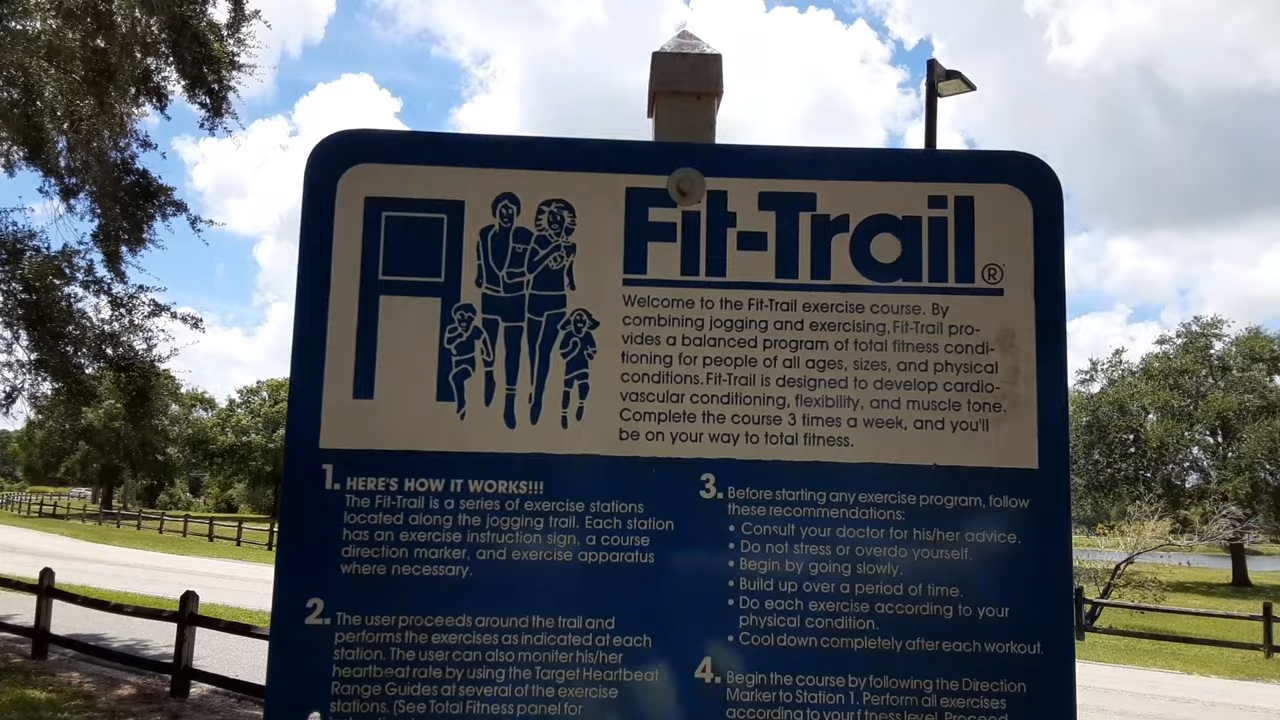 Fit-Trail®
Welcome to the Fit-Trail exercise course. By
combining jogging and exercising, Fit-Trail pro-
vides a balanced program of total fitness condi-
tioning for people of all ages, sizes, and physical
conditions. Fit-Trail is designed to develop cardio-
vascular conditioning, flexibility, and muscle tone.
Complete the course 3 times a week, and you'll
be on your way to total fitness.
1. HERE'S HOW IT WORKS!!!
The Fit-Trail is a series of exercise stations
located along the jogging trail. Each station
has an exercise instruction sign, a course
direction marker, and exercise apparatus
where necessary.
2. The user proceeds around the trail and
performs the exercises as indicated at each
station. The user can also moniter his/her
heartbeat rate by using the Target Heartbeat
Range Guides at several of the exercise
stations. (See Total Fitness panel for
3. Before starting any exercise program, follow
these recommendations:
• Consult your doctor for his/her advice.
• Do not stress or overdo yourself.
• Begin by going slowly.
• Build up over a period of time.
• Do each exercise according to your
physical condition.
• Cool down completely after each workout.
4. Begin the course by following the Direction
Marker to Station 1. Perform all exercises
according to your f tness level. Proceed